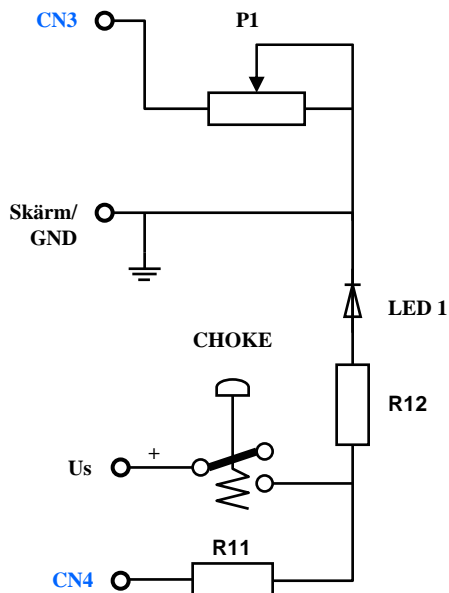 CN3
P1
Skärm/
GND
LED 1
CHOKE
R12
+
Us
R11
CN4